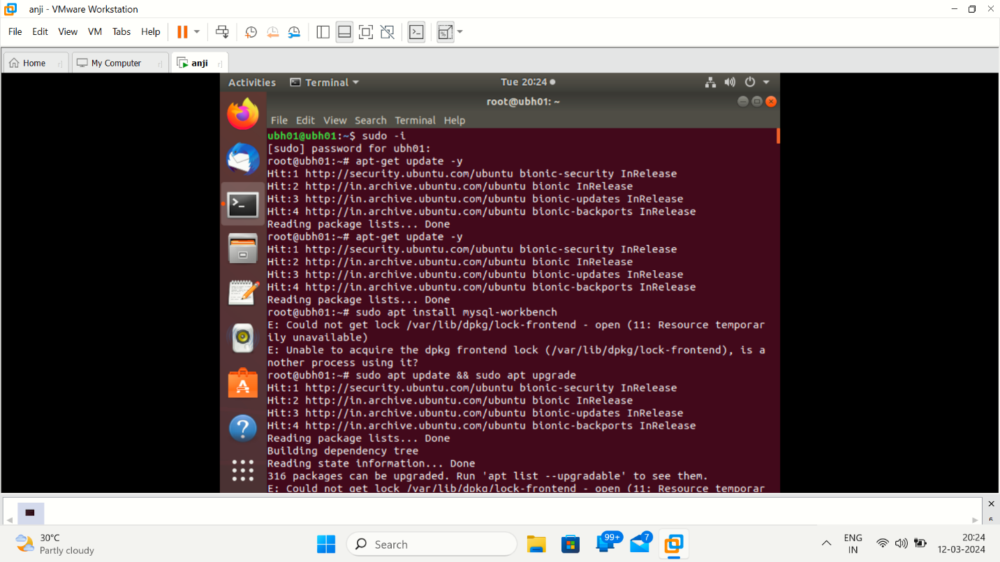 anji - VMware Workstation
File Edit View VM Tabs Help
Home My Computer anji
Activities Terminal Tue 20:24
root@ubh01: ~
File Edit View Search Terminal Help
ubh01@ubh01:~$ sudo -i
[sudo] password for ubh01:
root@ubh01:~# apt-get update -y
Hit:1 http://security.ubuntu.com/ubuntu bionic-security InRelease
Hit:2 http://in.archive.ubuntu.com/ubuntu bionic InRelease
Hit:3 http://in.archive.ubuntu.com/ubuntu bionic-updates InRelease
Hit:4 http://in.archive.ubuntu.com/ubuntu bionic-backports InRelease
Reading package lists... Done
root@ubh01:~# apt-get update -y
Hit:1 http://security.ubuntu.com/ubuntu bionic-security InRelease
Hit:2 http://in.archive.ubuntu.com/ubuntu bionic InRelease
Hit:3 http://in.archive.ubuntu.com/ubuntu bionic-updates InRelease
Hit:4 http://in.archive.ubuntu.com/ubuntu bionic-backports InRelease
Reading package lists... Done
root@ubh01:~# sudo apt install mysql-workbench
E: Could not get lock /var/lib/dpkg/lock-frontend - open (11: Resource temporar
ily unavailable)
E: Unable to acquire the dpkg frontend lock (/var/lib/dpkg/lock-frontend), is a
nother process using it?
root@ubh01:~# sudo apt update && sudo apt upgrade
Hit:1 http://security.ubuntu.com/ubuntu bionic-security InRelease
Hit:2 http://in.archive.ubuntu.com/ubuntu bionic InRelease
Hit:3 http://in.archive.ubuntu.com/ubuntu bionic-updates InRelease
Hit:4 http://in.archive.ubuntu.com/ubuntu bionic-backports InRelease
Reading package lists... Done
Building dependency tree
Reading state information... Done
316 packages can be upgraded. Run 'apt list --upgradable' to see them.
E: Could not get lock /var/lib/dpkg/lock-frontend - open (11: Resource temporar
30°C
Partly cloudy
Search
99+
7
ENG
IN
20:24
12-03-2024